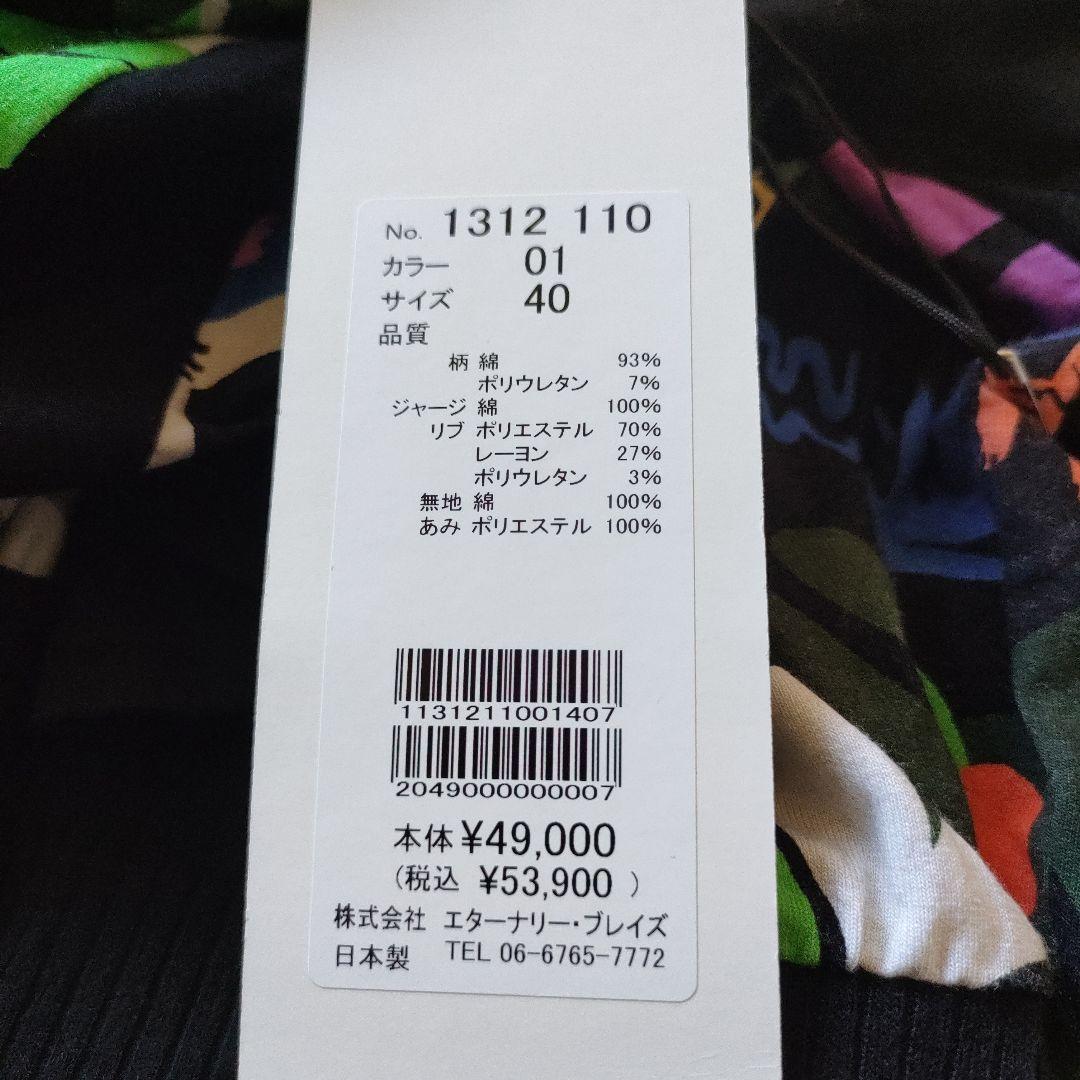 No. 1312 110
カラー 01
サイズ 40
品質
柄 綿 93%
ポリウレタン 7%
ジャージ 綿 100%
リブ ポリエステル 70%
レーヨン 27%
ポリウレタン 3%
無地 綿 100%
あみ ポリエステル 100%
1131211001407
2049000000007
本体 ¥49,000
(税込 ¥53,900 )
株式会社 エターナリー・ブレイズ
日本製 TEL 06-6765-7772